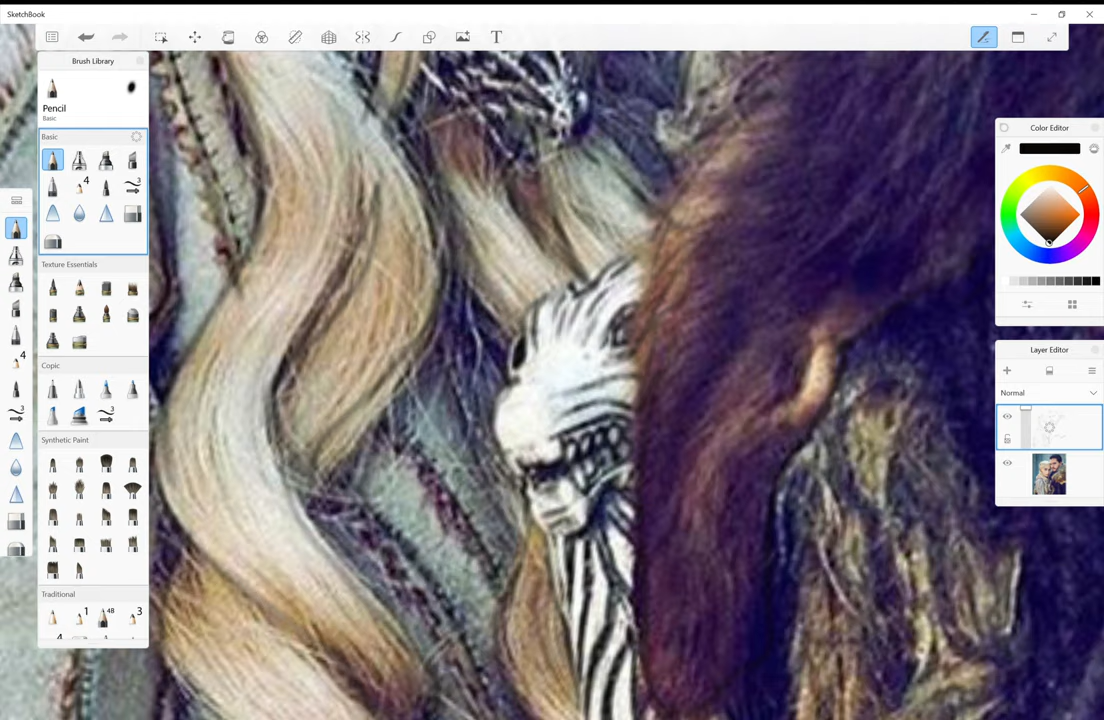 SketchBook
T
Brush Library
Pencil
Basic
Basic
4
3
4
3
Texture Essentials
Copic
3
Synthetic Paint
Traditional
1
4B
3
4
Color Editor
Layer Editor
Normal